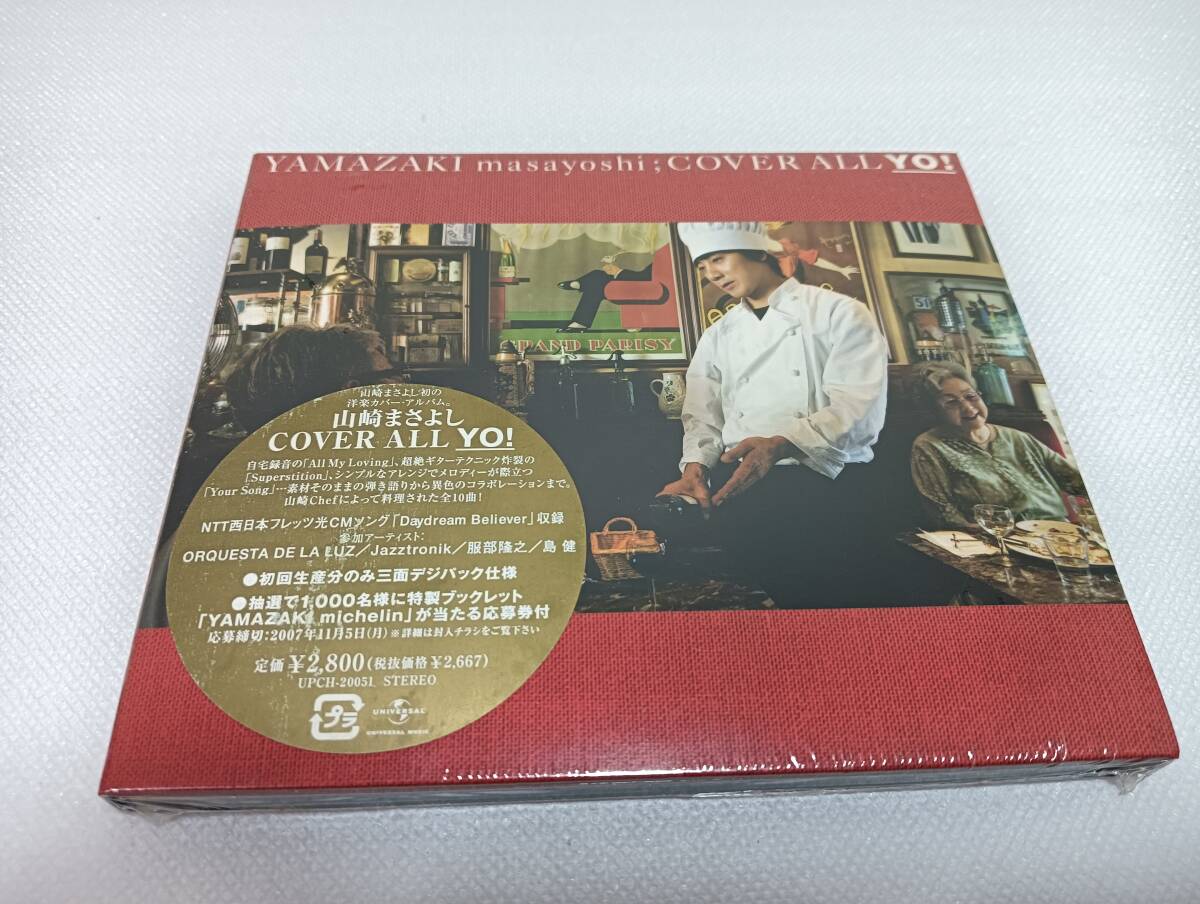 YAMAZAKI masayoshi ; COVER ALL YO!
GRAND PARISY
51
山崎まさよし初の
洋楽カバー・アルバム。
山崎まさよし
COVER ALL YO!
自宅録音の「All My Loving」、超絶ギターテクニック炸裂の
「Superstition」、シンプルなアレンジでメロディーが際立つ
「Your Song」…素材そのままの弾き語りから異色のコラボレーションまで。
山崎Chefによって料理された全10曲!
NTT西日本フレッツ光CMソング「Daydream Believer」収録
参加アーティスト:
ORQUESTA DE LA LUZ／Jazztronik／服部隆之／島 健
●初回生産分のみ三面デジパック仕様
●抽選で1,000名様に特製ブックレット
「YAMAZAKI michelin」が当たる応募券付
応募締切:2007年11月5日(月) ※詳細は封入チラシをご覧下さい
定価 ¥2,800(税抜価格 ¥2,667)
UPCH-20051 STEREO
プラ
UNIVERSAL
UNIVERSAL MUSIC